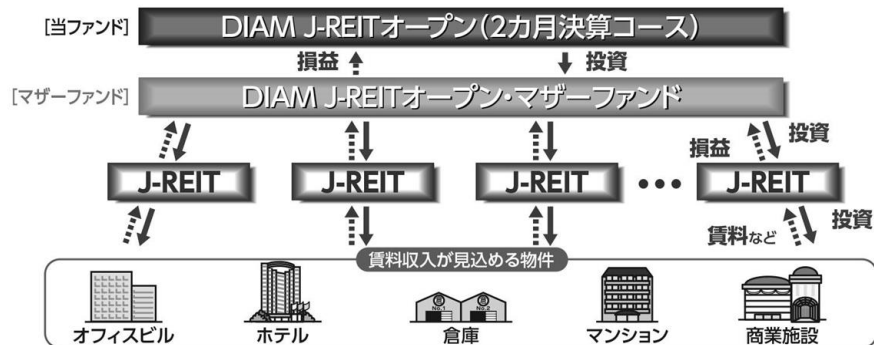 [当ファンド] DIAM J-REITオープン(2カ月決算コース)
損益 投資
[マザーファンド] DIAM J-REITオープン・マザーファンド
損益 投資
J-REIT J-REIT J-REIT ••• J-REIT
賃料など 投資
賃料収入が見込める物件
No.1 No.2
オフィスビル ホテル 倉庫 マンション 商業施設